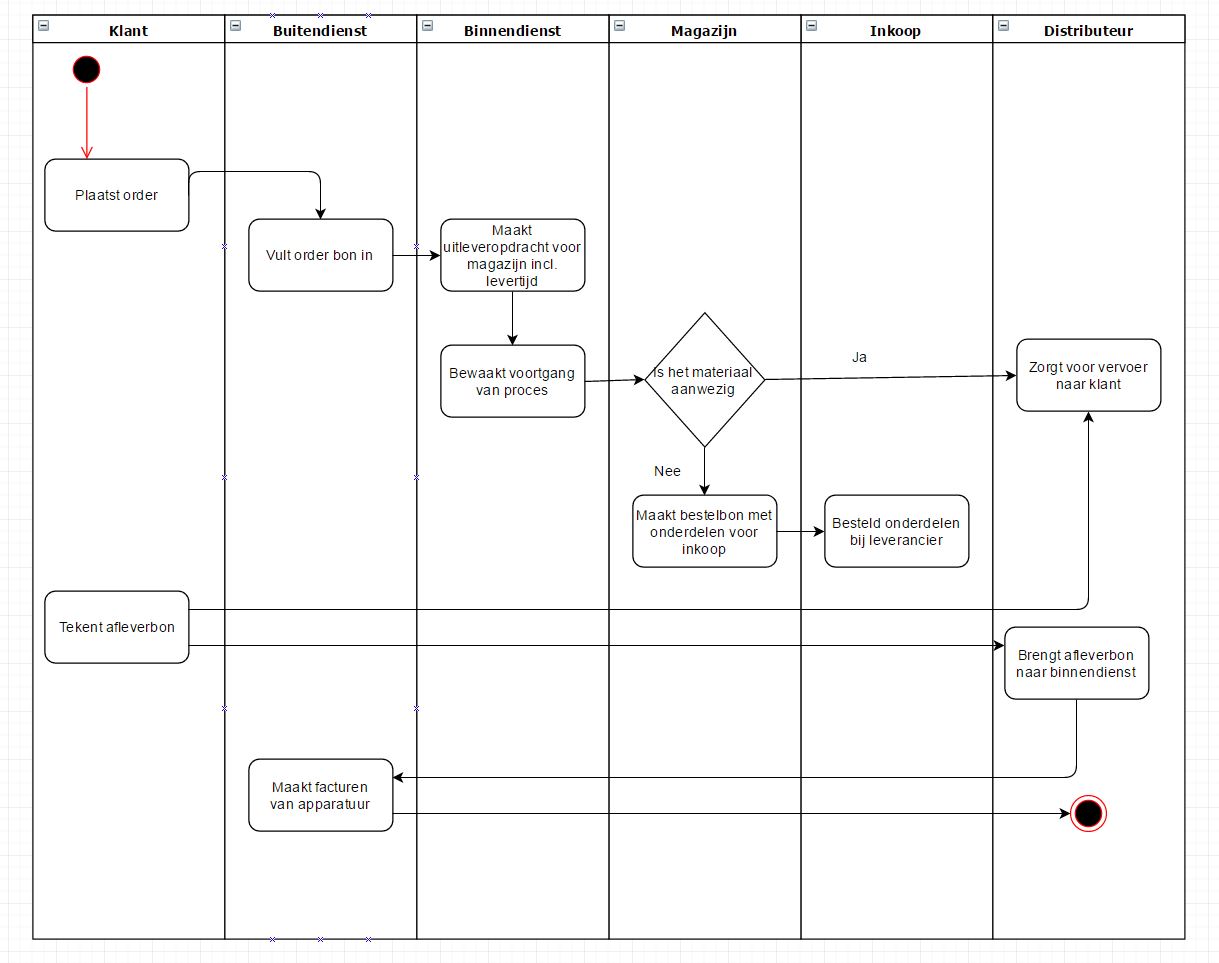 Klant
Buitendienst
Binnendienst
Magazijn
Inkoop
Distributeur
Plaatst order
Vult order bon in
Maakt
uitleveropdracht voor
magazijn incl.
levertijd
Bewaakt voortgang
van proces
Is het materiaal
aanwezig
Ja
Zorgt voor vervoer
naar klant
Nee
Maakt bestelbon met
onderdelen voor
inkoop
Besteld onderdelen
bij leverancier
Tekent afleverbon
Brengt afleverbon
naar binnendienst
Maakt facturen
van apparatuur